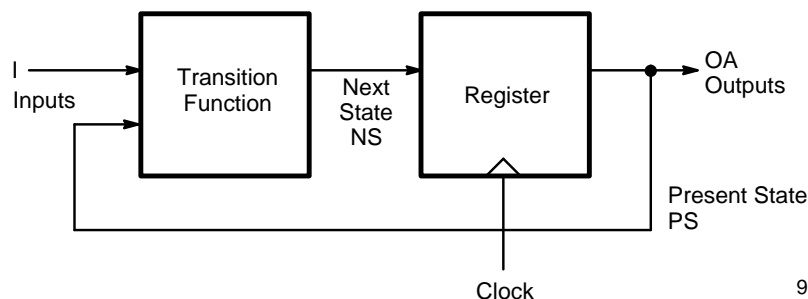 I
Inputs
Transition
Function
Next
State
NS
Register
OA
Outputs
Present State
PS
Clock
9